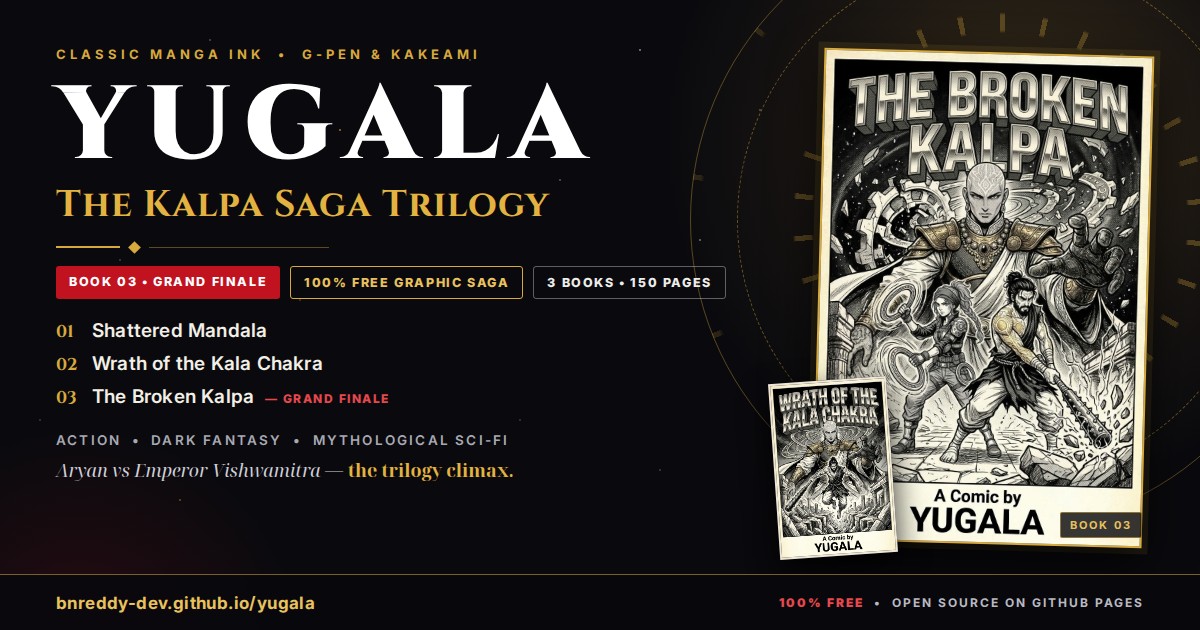 CLASSIC MANGA INK • G-PEN & KAKEAMI
YUGALA
THE KALPA SAGA TRILOGY
BOOK 03 • GRAND FINALE
100% FREE GRAPHIC SAGA
3 BOOKS • 150 PAGES
01 Shattered Mandala
02 Wrath of the Kala Chakra
03 The Broken Kalpa — GRAND FINALE
ACTION • DARK FANTASY • MYTHOLOGICAL SCI-FI
Aryan vs Emperor Vishwamitra — the trilogy climax.
THE BROKEN
KALPA
A Comic by
YUGALA
BOOK 03
WRATH OF THE
KALA CHAKRA
A Comic by
YUGALA
bnreddy-dev.github.io/yugala
100% FREE • OPEN SOURCE ON GITHUB PAGES